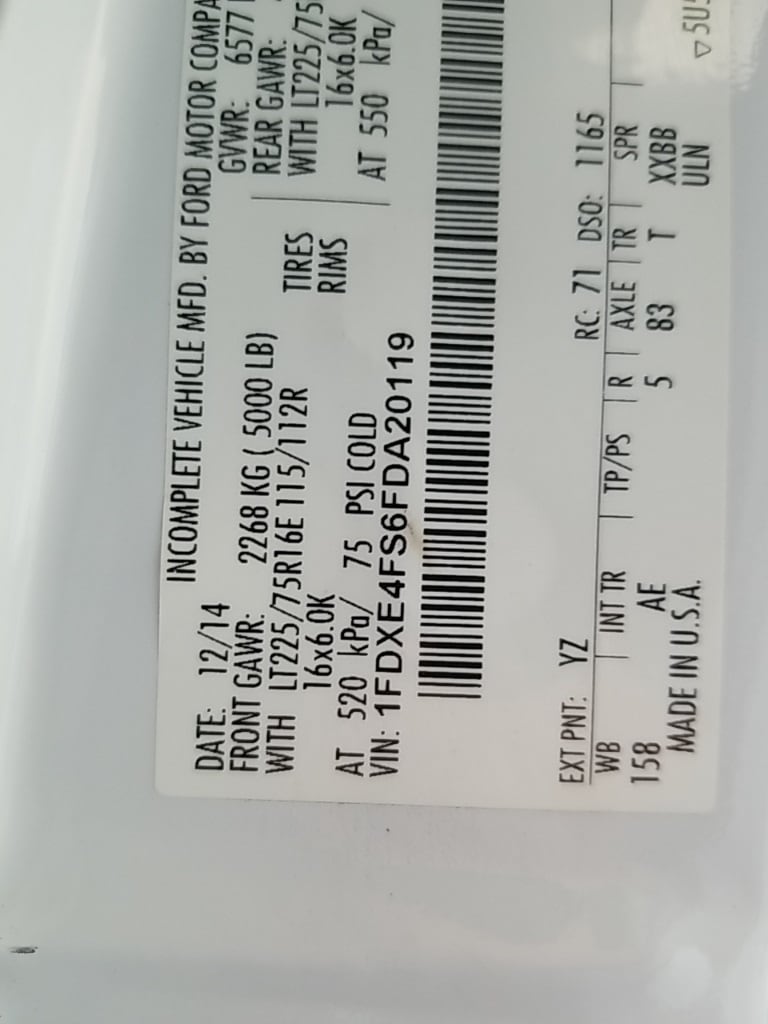 INCOMPLETE VEHICLE MFD. BY FORD MOTOR
DATE: 12/14 GVWR: 6577
FRONT GAWR: 2268 KG ( 5000 LB) REAR GAWR:
WITH LT225/75R16E 115/112R TIRES WITH LT225/75
16x6.0K RIMS 16x6.0K
AT 520 kPa/ 75 PSI COLD AT 550 kPa/
VIN: 1FDXE4FS6FDA20119
EXT PNT: YZ RC: 71 DSO: 1165
WB INT TR TP/PS R AXLE TR SPR
158 AE 5 83 T XXBB
MADE IN U.S.A. ULN